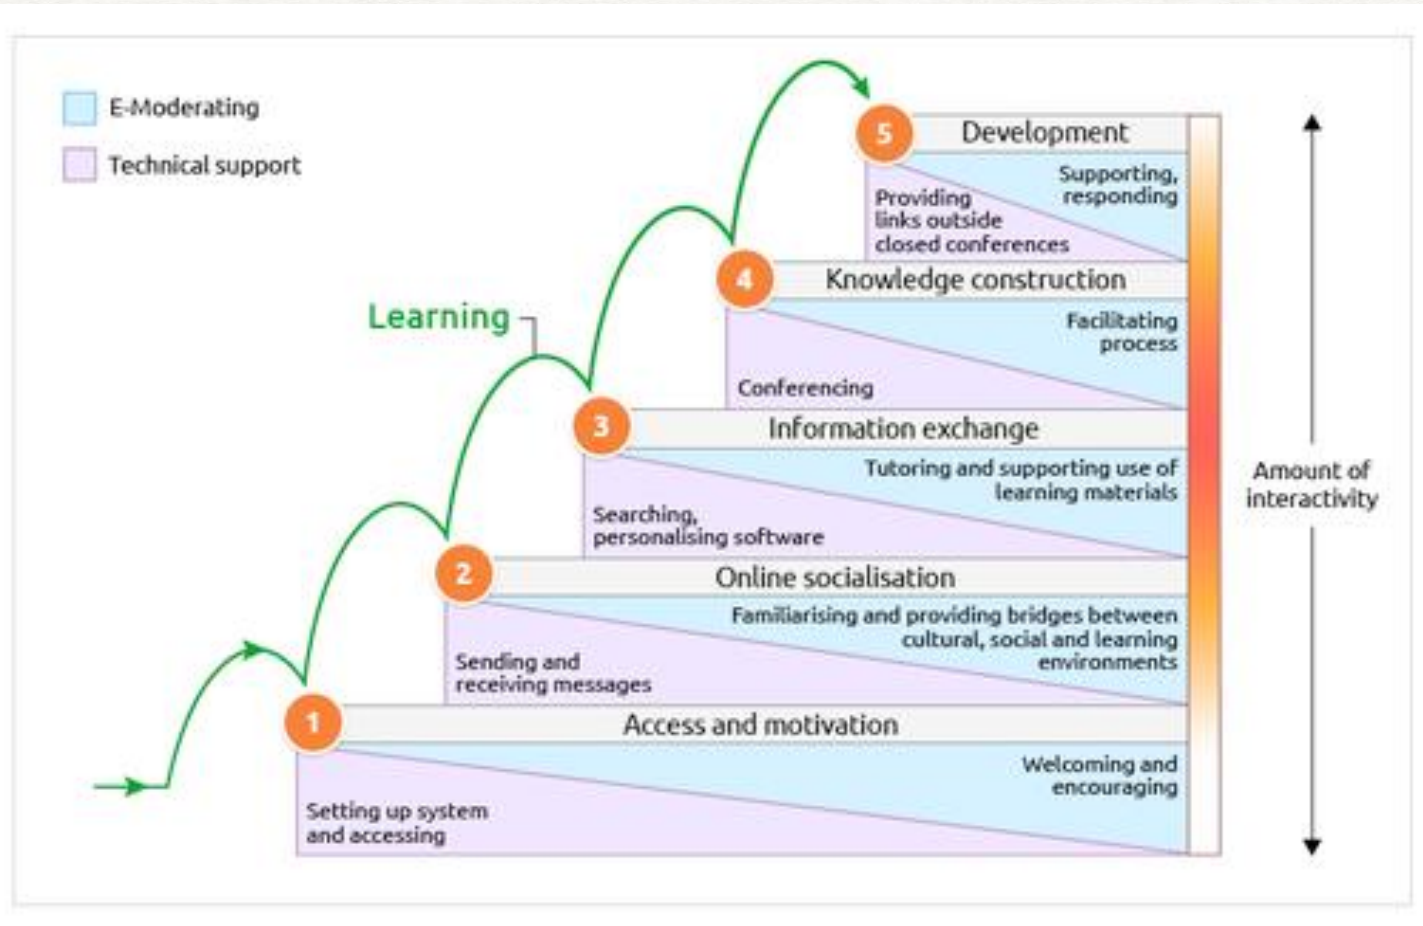 E-Moderating
Technical support
Learning
5
Development
Supporting,
responding
Providing
links outside
closed conferences
4
Knowledge construction
Facilitating
process
Conferencing
3
Information exchange
Tutoring and supporting use of
learning materials
Searching,
personalising software
2
Online socialisation
Familiarising and providing bridges between
cultural, social and learning
environments
Sending and
receiving messages
1
Access and motivation
Welcoming and
encouraging
Setting up system
and accessing
Amount of
interactivity